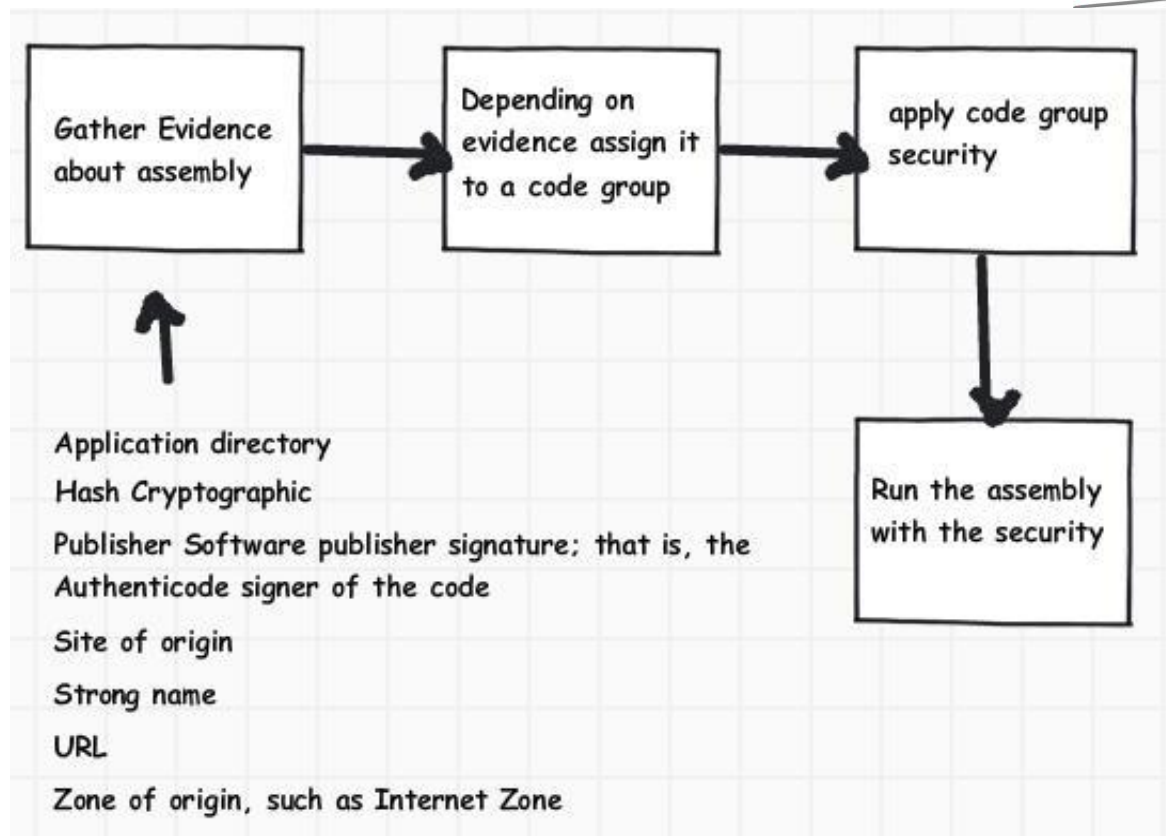 Gather Evidence
about assembly
Depending on
evidence assign it
to a code group
apply code group
security
Run the assembly
with the security
Application directory
Hash Cryptographic
Publisher Software publisher signature; that is, the
Authenticode signer of the code
Site of origin
Strong name
URL
Zone of origin, such as Internet Zone